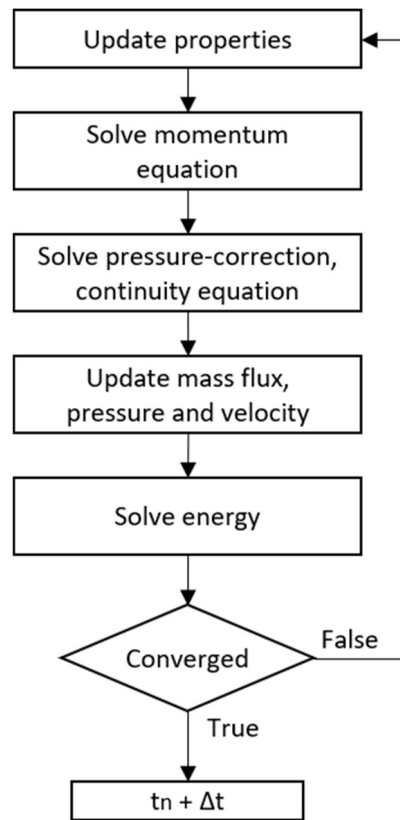 Update properties
Solve momentum
equation
Solve pressure-correction,
continuity equation
Update mass flux,
pressure and velocity
Solve energy
Converged
False
True
tn + Δt